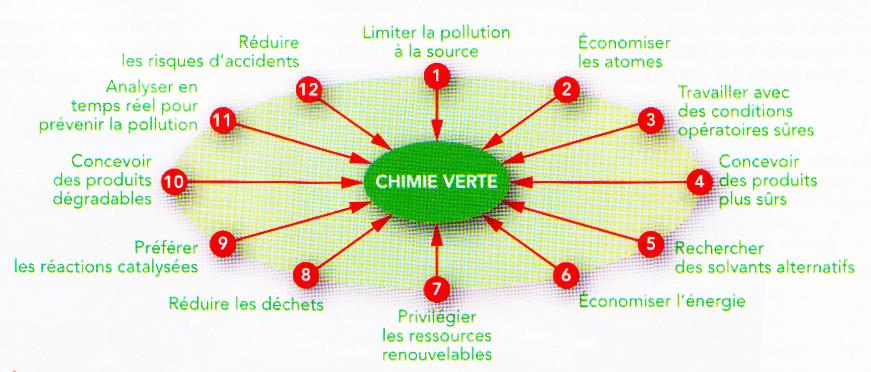 Limiter la pollution
à la source
1
Économiser
les atomes
2
Travailler avec
des conditions
opératoires sûres
3
Concevoir
des produits
plus sûrs
4
Rechercher
des solvants alternatifs
5
Économiser l'énergie
6
Privilégier
les ressources
renouvelables
7
Réduire les déchets
8
Préférer
les réactions catalysées
9
Concevoir
des produits
dégradables
10
Analyser en
temps réel pour
prévenir la pollution
11
Réduire
les risques d'accidents
12
CHIMIE VERTE